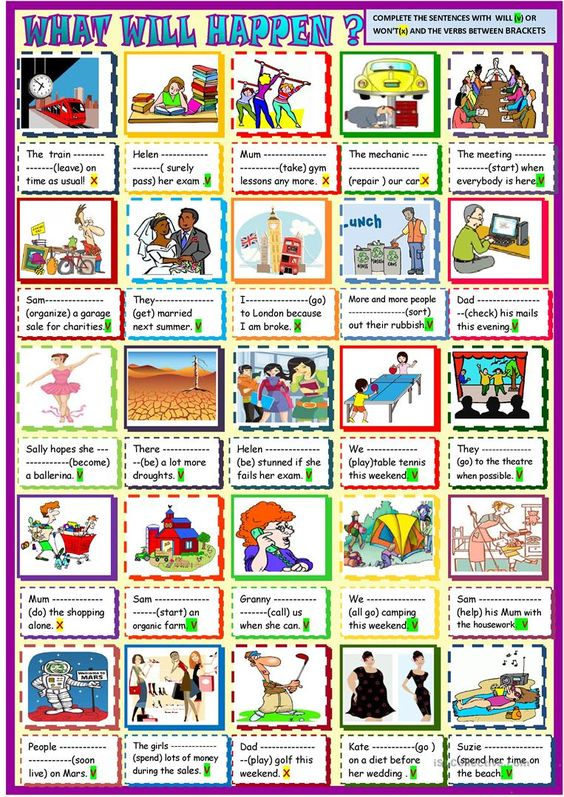 WHAT WILL HAPPEN ?
COMPLETE THE SENTENCES WITH WILL (v) OR
WON'T(x) AND THE VERBS BETWEEN BRACKETS
The train ---------
----------(leave) on
time as usual! X
Helen ------------
-------( surely
pass) her exam .V
Mum -------------
---------(take) gym
lessons any more. X
The mechanic ----
----------------
(repair ) our car.X
The meeting -------
---------(start) when
everybody is here.V
Sam--------------
(organize) a garage
sale for charities.V
They-----------
(get) married
next summer. V
I--------------(go)
to London because
I am broke. X
LUNCH
More and more people
--------------(sort)
out their rubbish.V
Dad ---------------
--(check) his mails
this evening.V
Sally hopes she ----
------------(become)
a ballerina. V
There -----------
--(be) a lot more
droughts. V
Helen -------------
(be) stunned if she
fails her exam. V
We ---------------
(play)table tennis
this weekend. V
They -------------
(go) to the theatre
when possible. V
Mum -------------
(do) the shopping
alone. X
Sam -------------
------(start) an
organic farm. V
Granny -----------
----------(call) us
when she can. V
We --------------
(all go) camping
this weekend. V
Sam --------------
(help) his Mum with
the housework. V
WELCOME TO
MARS
People ------------
-------------(soon
live) on Mars. V
The girls ------------
(spend) lots of money
during the sales. V
Dad -------------
--(play) golf this
weekend. X
Kate ----------(go )
on a diet before
her wedding . V
Suzie -------------
(spend her time on
the beach. V